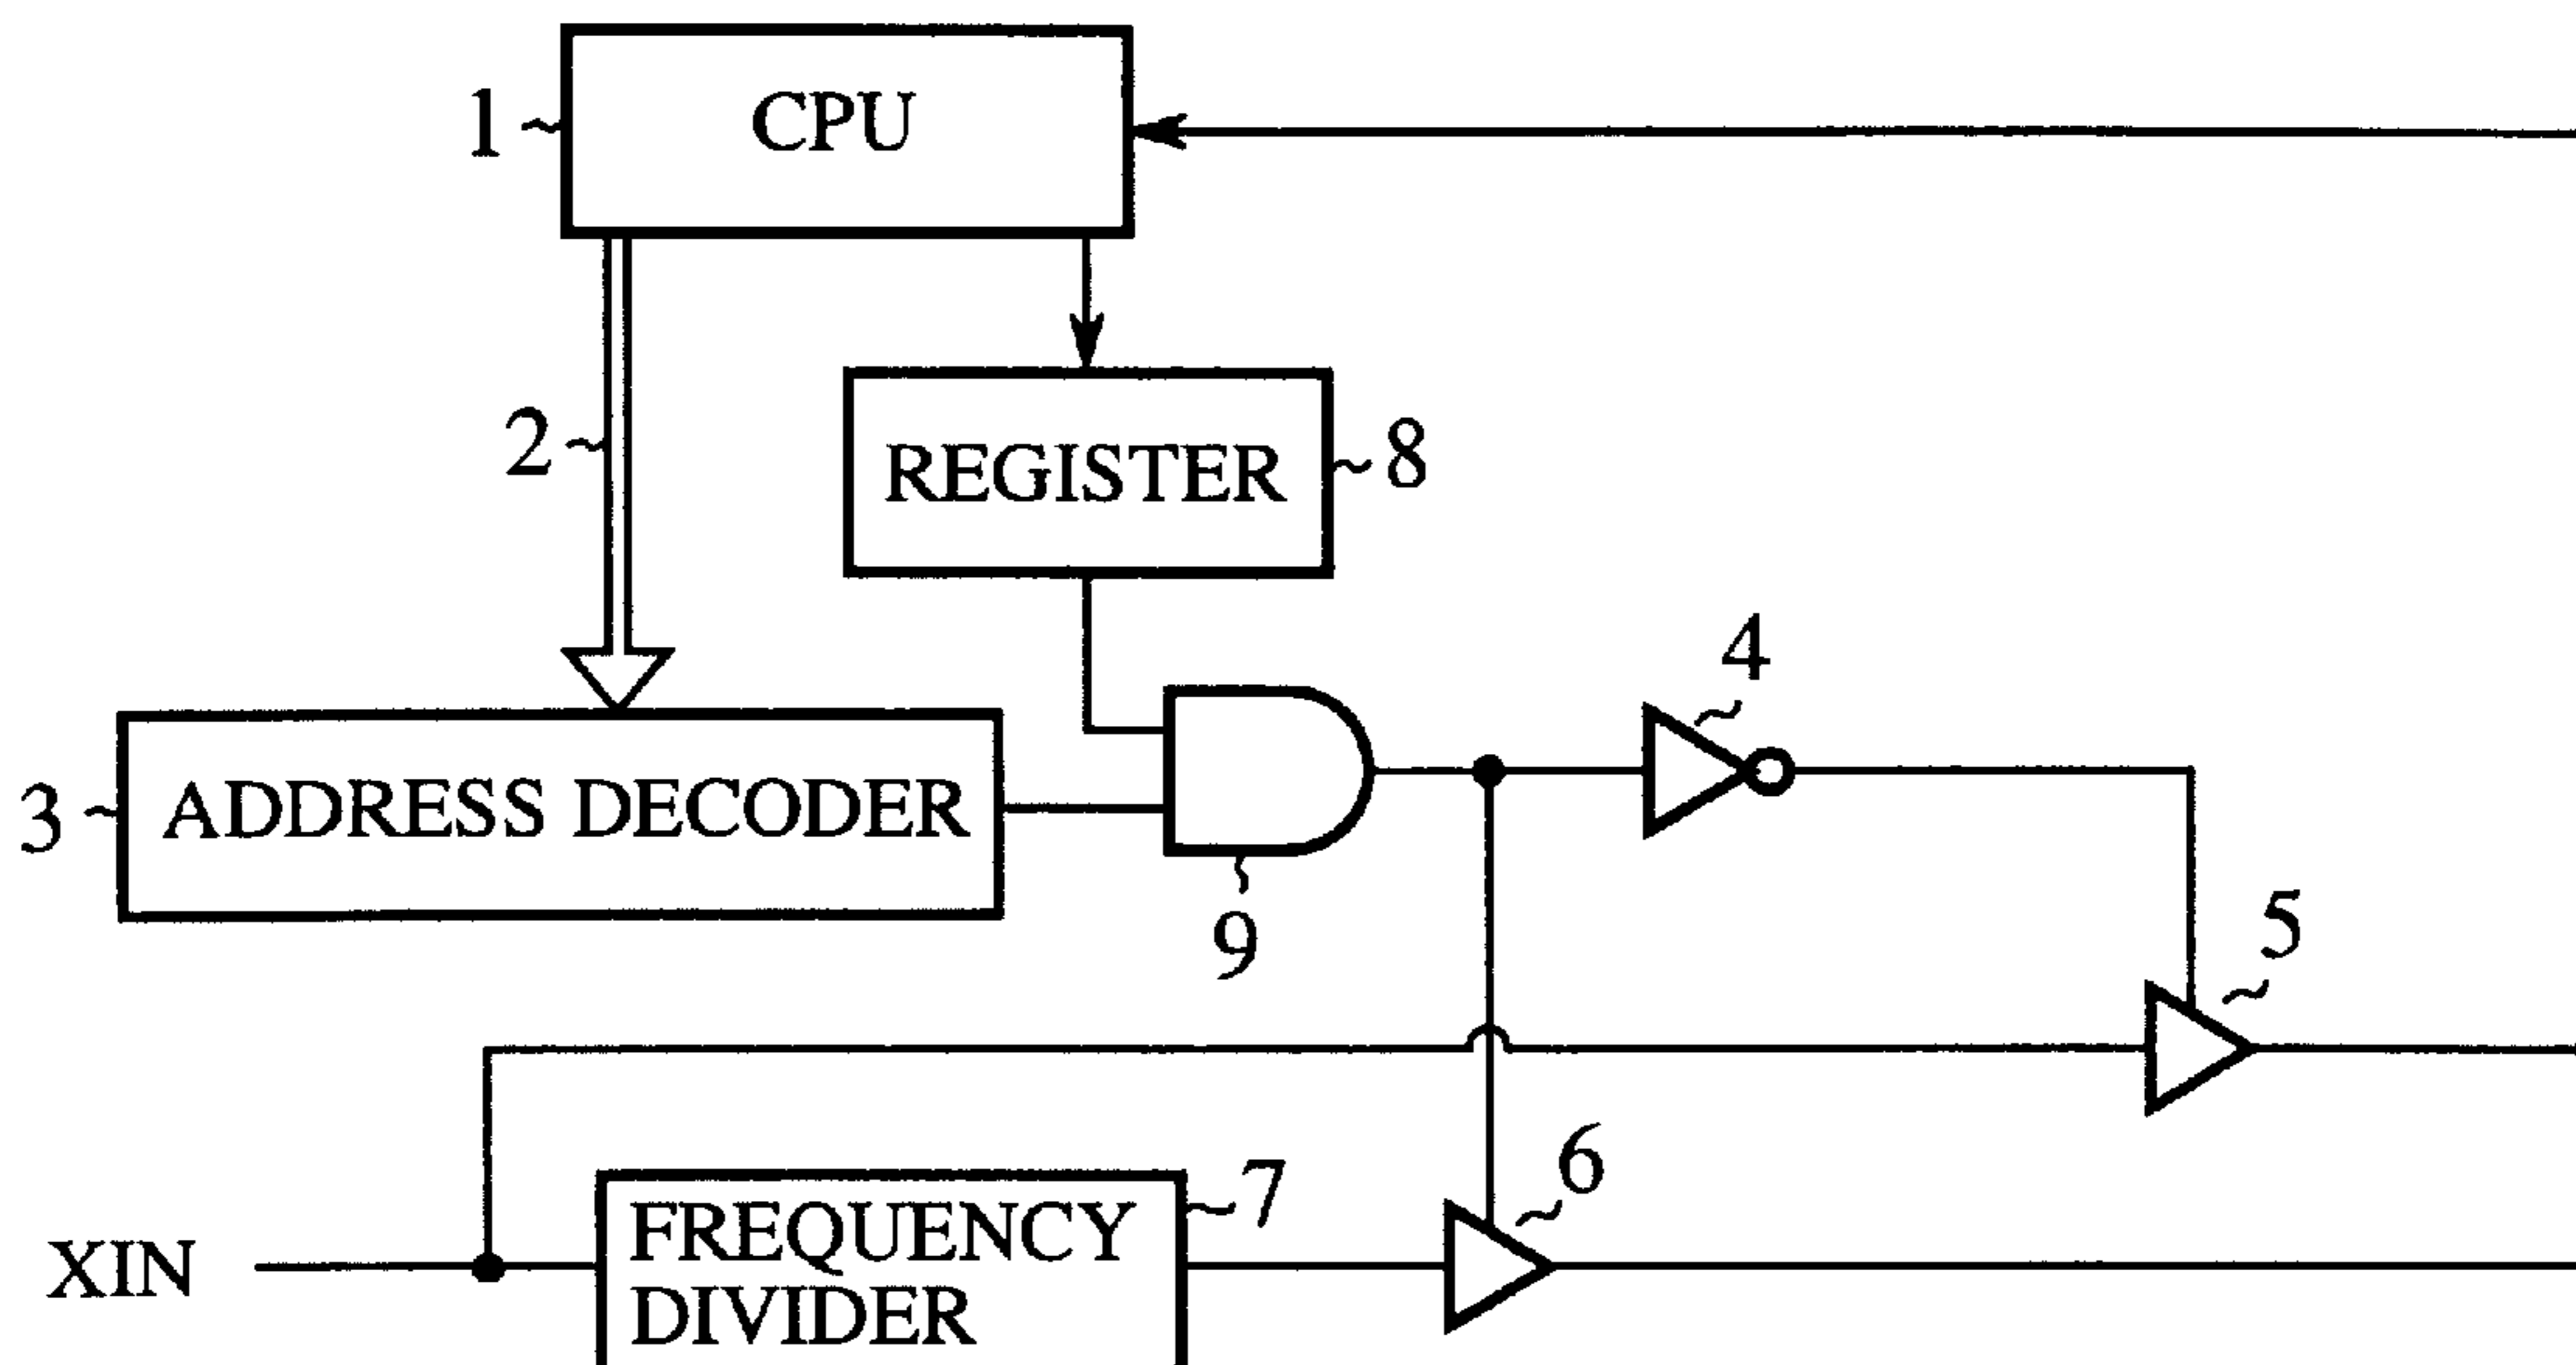 1
CPU
2
REGISTER
8
4
3
ADDRESS DECODER
9
5
6
7
XIN
FREQUENCY
DIVIDER